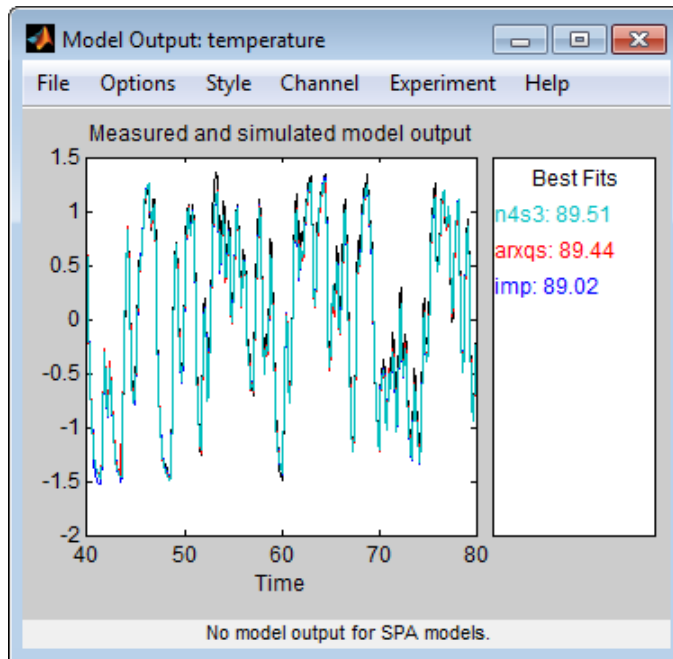 Model Output: temperature
File Options Style Channel Experiment Help
Measured and simulated model output
1.5
1
0.5
0
-0.5
-1
-1.5
-2
40 50 60 70 80
Time
Best Fits
n4s3: 89.51
arxqs: 89.44
imp: 89.02
No model output for SPA models.